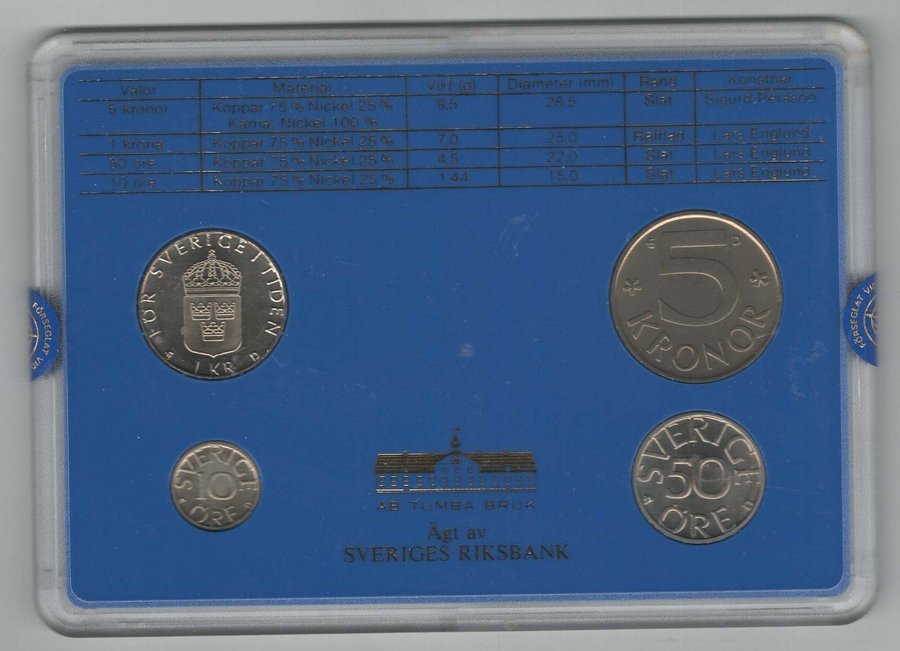 Valör Material Vikt (g) Diameter (mm) Rand Konstnär
5 kronor Koppar 75 % Nickel 25 % 9,5 28,5 Slät Sigurd Persson
Kärna: Nickel 100 %
1 krona Koppar 75 % Nickel 25 % 7,0 25,0 Räfflad Lars Englund
50 öre Koppar 75 % Nickel 25 % 4,5 22,0 Slät Lars Englund
10 öre Koppar 75 % Nickel 25 % 1,44 15,0 Slät Lars Englund
FÖR SVERIGE I TIDEN
1 KR
5
KRONOR
FÖRSEGLAT VID
FÖRSEGLAT VID
SVERIGE
10
ÖRE
SVERIGE
50
ÖRE
AB TUMBA BRUK
Ägt av
SVERIGES RIKSBANK